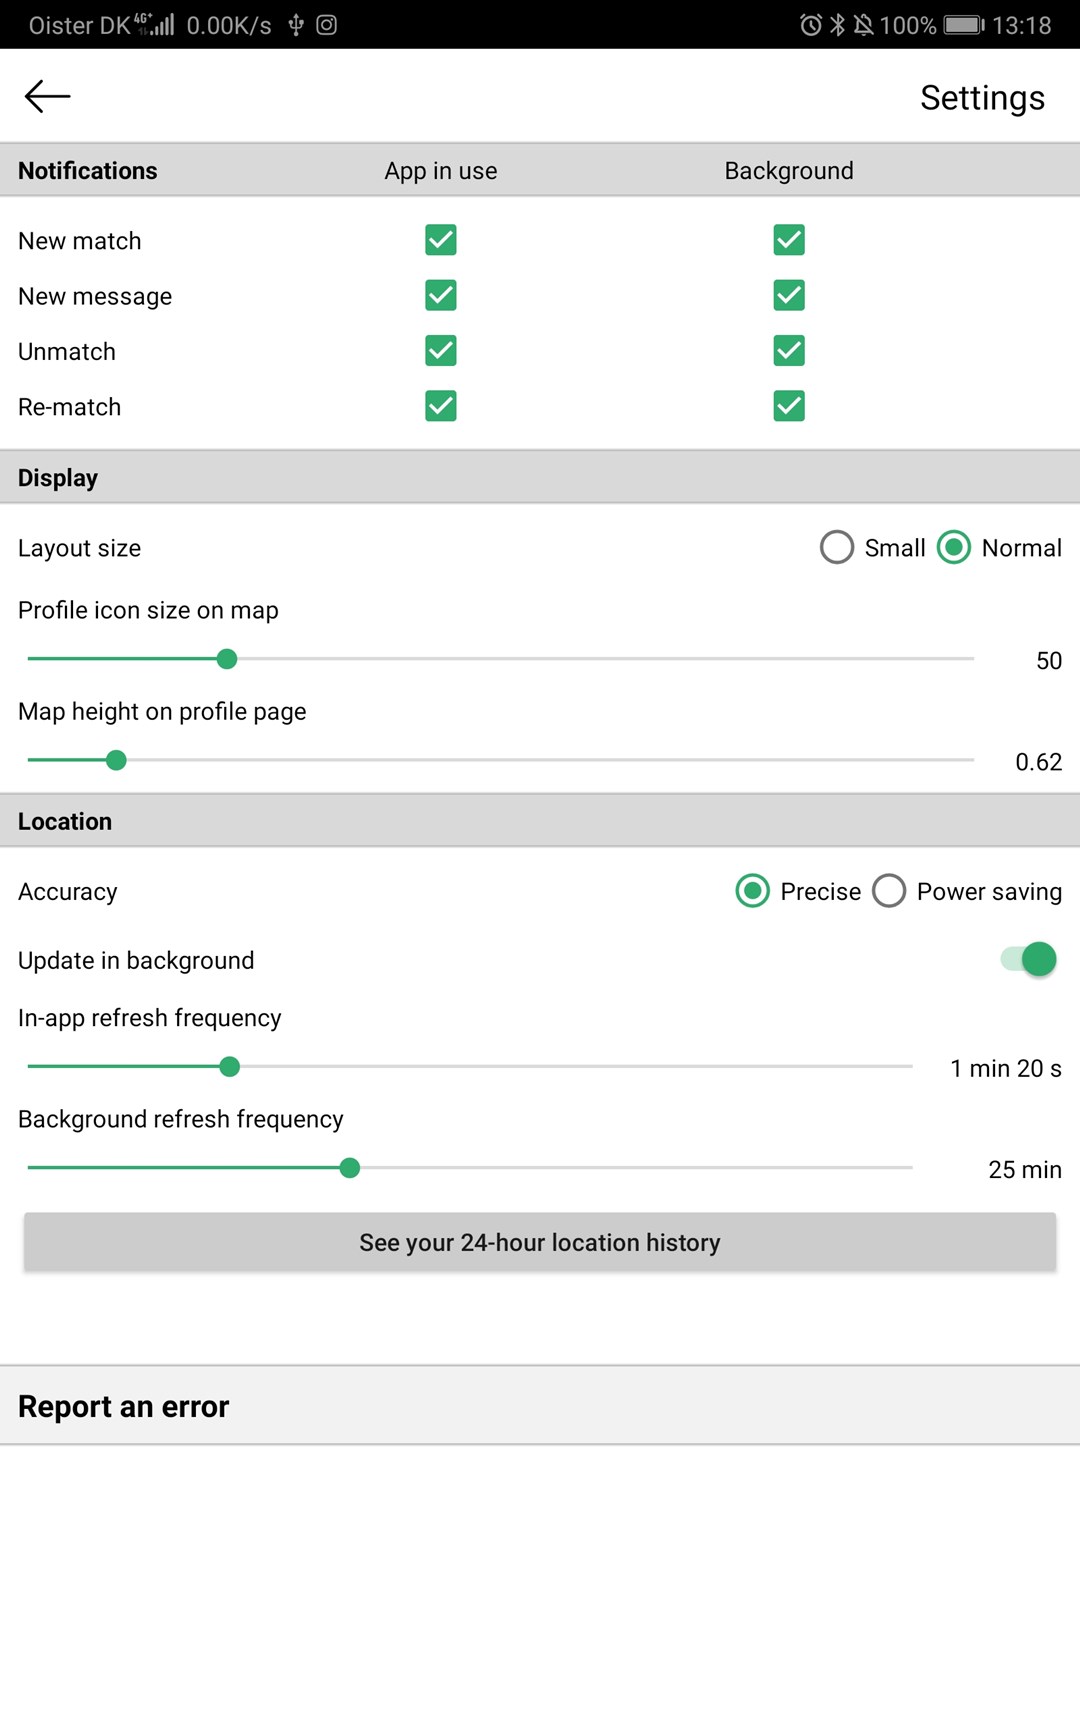 Oister DK 4G+ 0.00K/s 100% 13:18
Settings
Notifications App in use Background
New match
New message
Unmatch
Re-match
Display
Layout size Small Normal
Profile icon size on map
50
Map height on profile page
0.62
Location
Accuracy Precise Power saving
Update in background
In-app refresh frequency
1 min 20 s
Background refresh frequency
25 min
See your 24-hour location history
Report an error